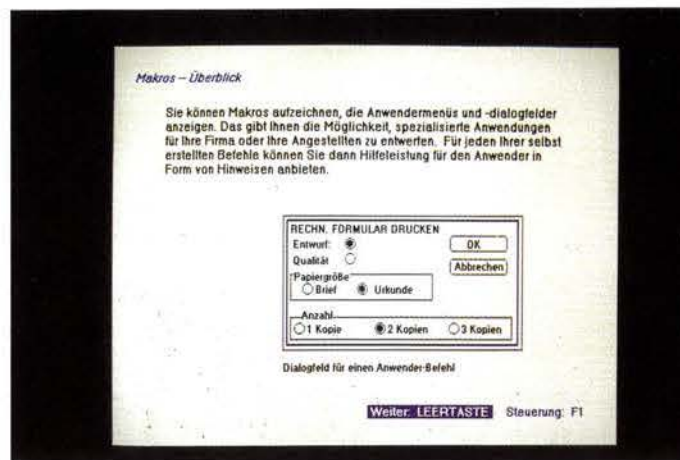 Makros – Überblick
Sie können Makros aufzeichnen, die Anwendermenüs und -dialogfelder
anzeigen. Das gibt Ihnen die Möglichkeit, spezialisierte Anwendungen
für Ihre Firma oder Ihre Angestellten zu entwerfen. Für jeden Ihrer selbst
erstellten Befehle können Sie dann Hilfeleistung für den Anwender in
Form von Hinweisen anbieten.
RECHN. FORMULAR DRUCKEN
Entwurf: OK
Qualität Abbrechen
Papiergröße
Brief Urkunde
Anzahl
1 Kopie 2 Kopien 3 Kopien
Dialogfeld für einen Anwender-Befehl
Weiter: LEERTASTE Steuerung: F1